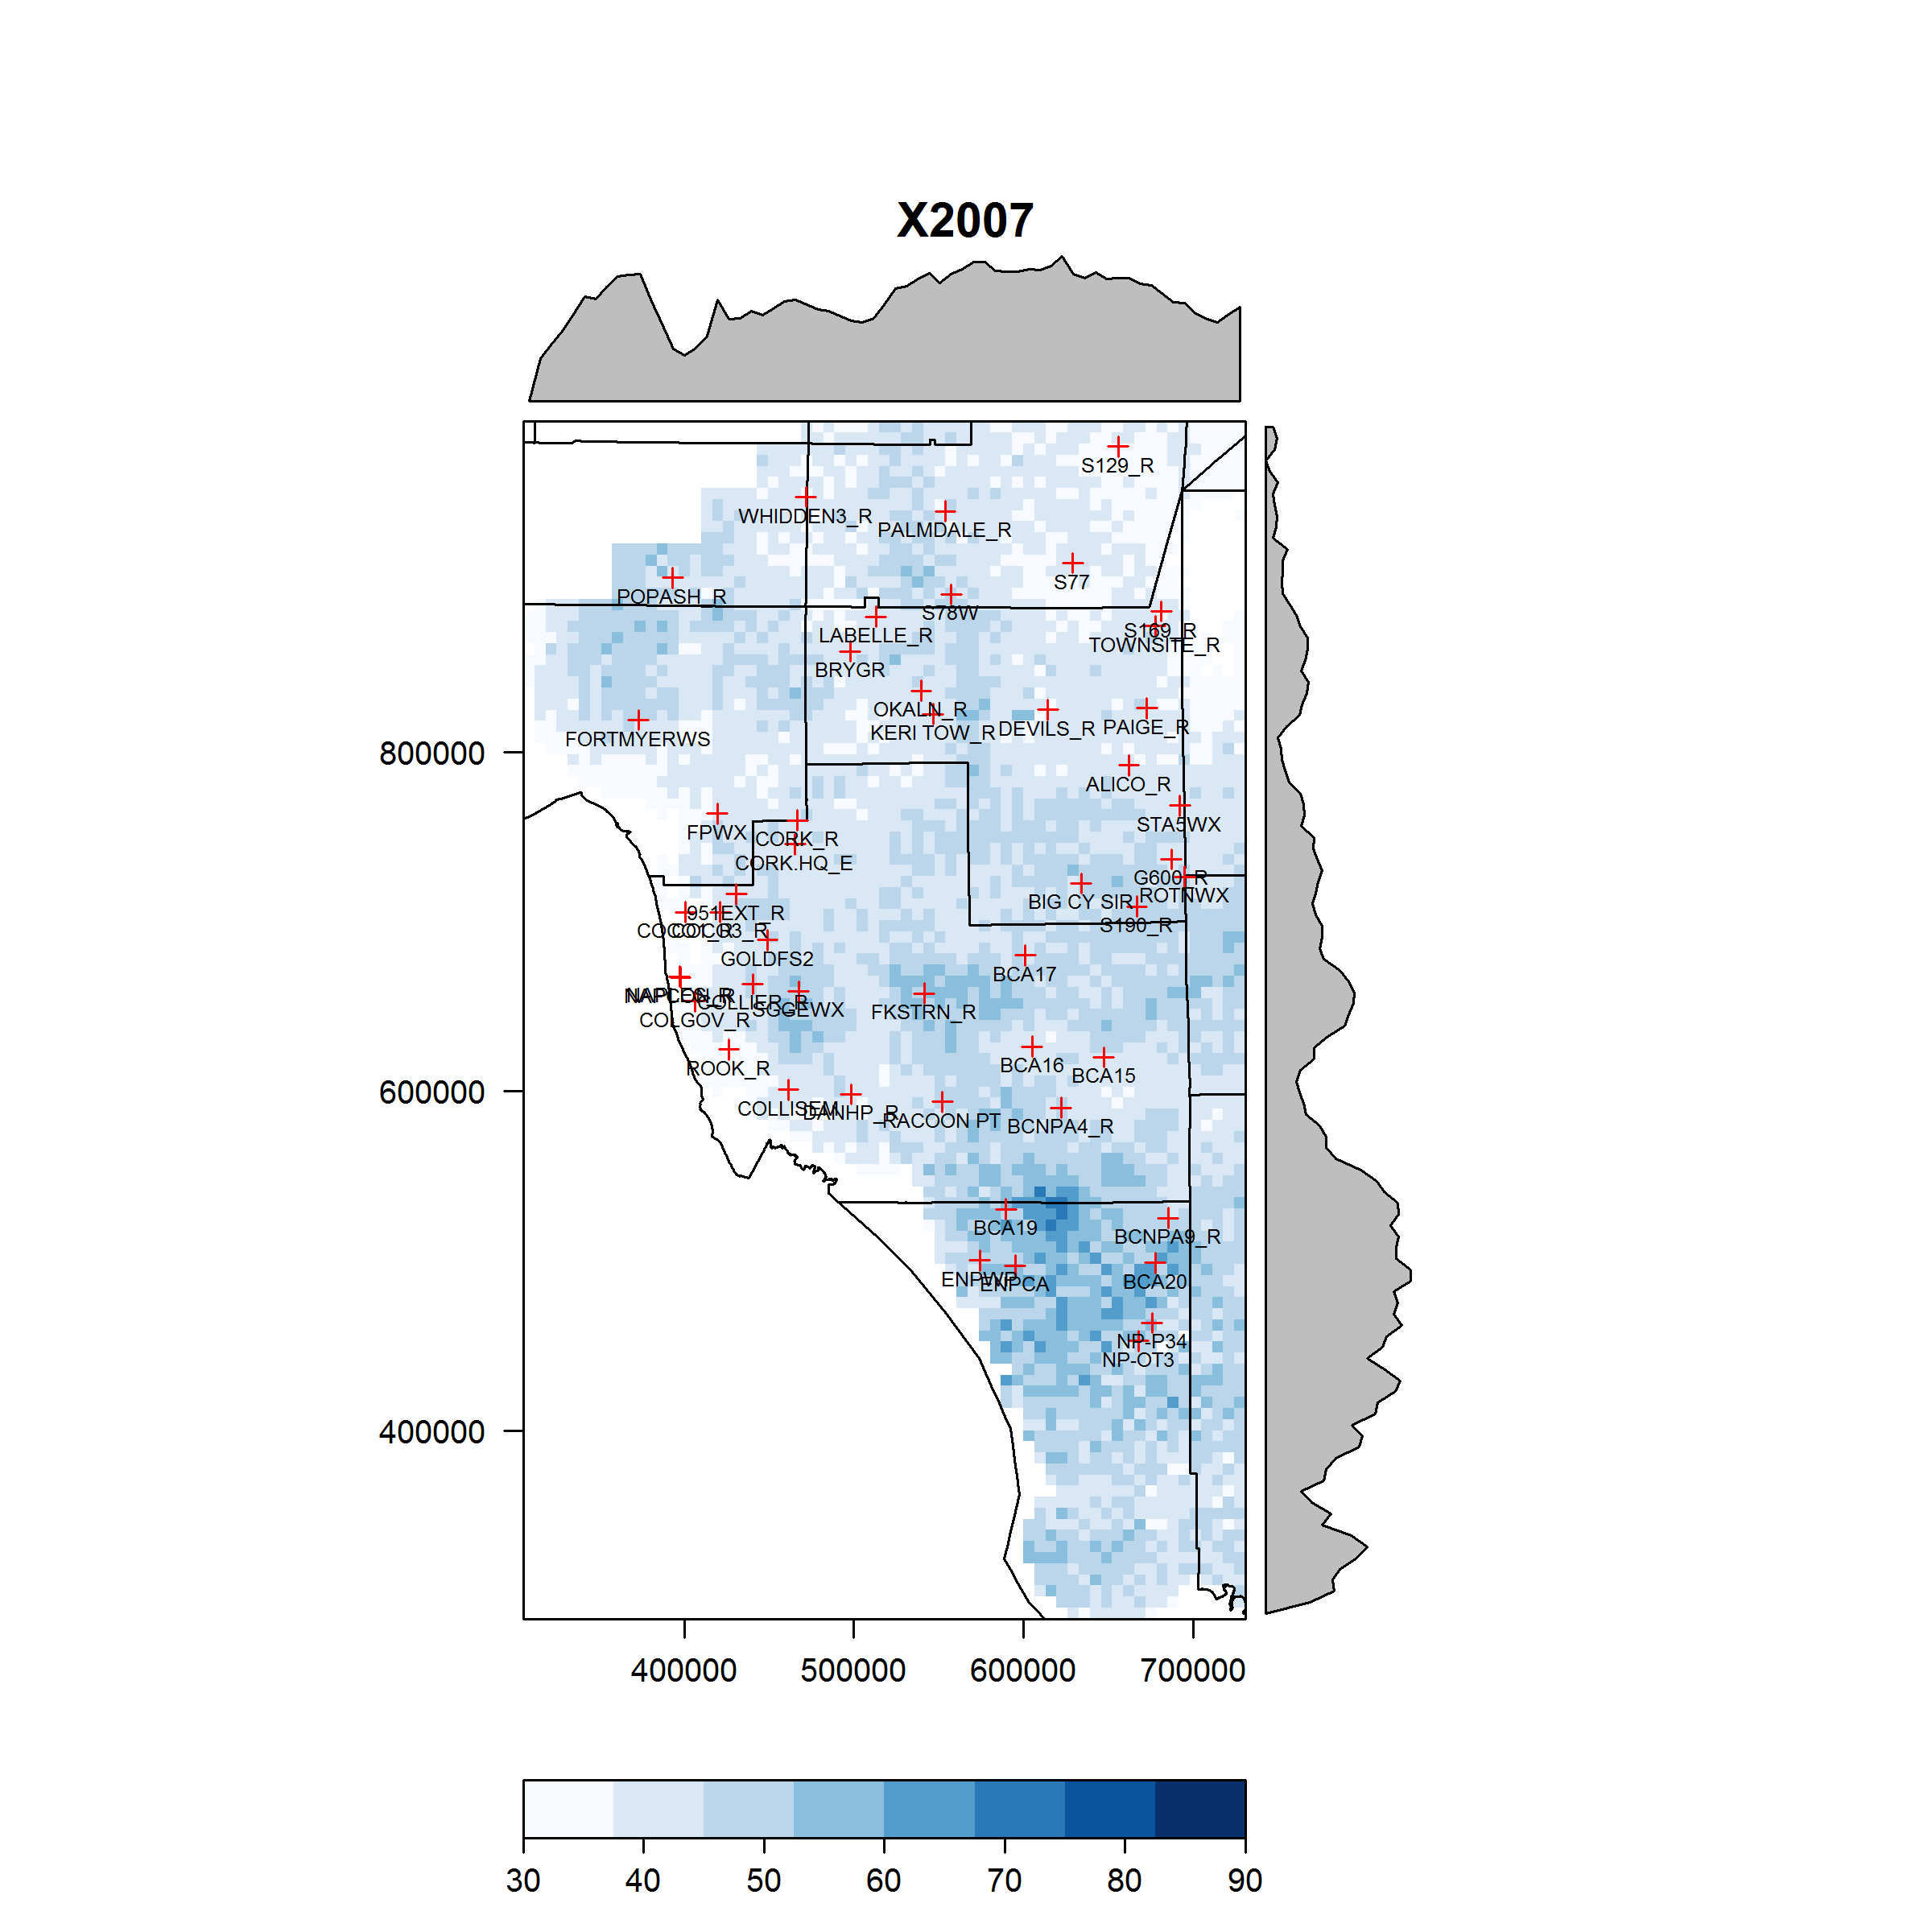 X2007
S129_R
WHIDDEN3_R
PALMDALE_R
S77
POPASH_R
S78W
S169_R
LABELLE_R
TOWNSITE_R
BRYGR
OKALN_R
KERI TOW_R
DEVILS_R
PAIGE_R
FORTMYERWS
800000
ALICO_R
STA5WX
FPWX
CORK_R
CORK.HQ_E
G600_R
ROTNWX
BIG CY SIR
951EXT_R
S190_R
COCO1_R
COCO3_R
GOLDFS2
BCA17
NAPLES_R
COLLIER_R
SGGEWX
FKSTRN_R
COLGOV_R
ROOK_R
BCA16
BCA15
600000
COLLISEM
DANHP_R
RACOON PT
BCNPA4_R
BCA19
BCNPA9_R
ENPWP
ENPCA
BCA20
NP-P34
NP-OT3
400000
400000 500000 600000 700000
30 40 50 60 70 80 90